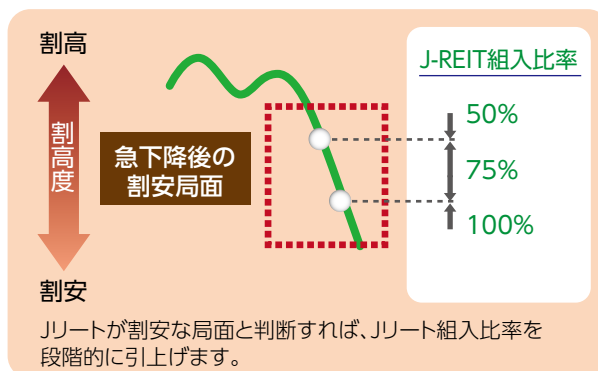 割高
割高度
割安
急下降後の
割安局面
J-REIT組入比率
50%
75%
100%
Jリートが割安な局面と判断すれば、Jリート組入比率を
段階的に引上げます。